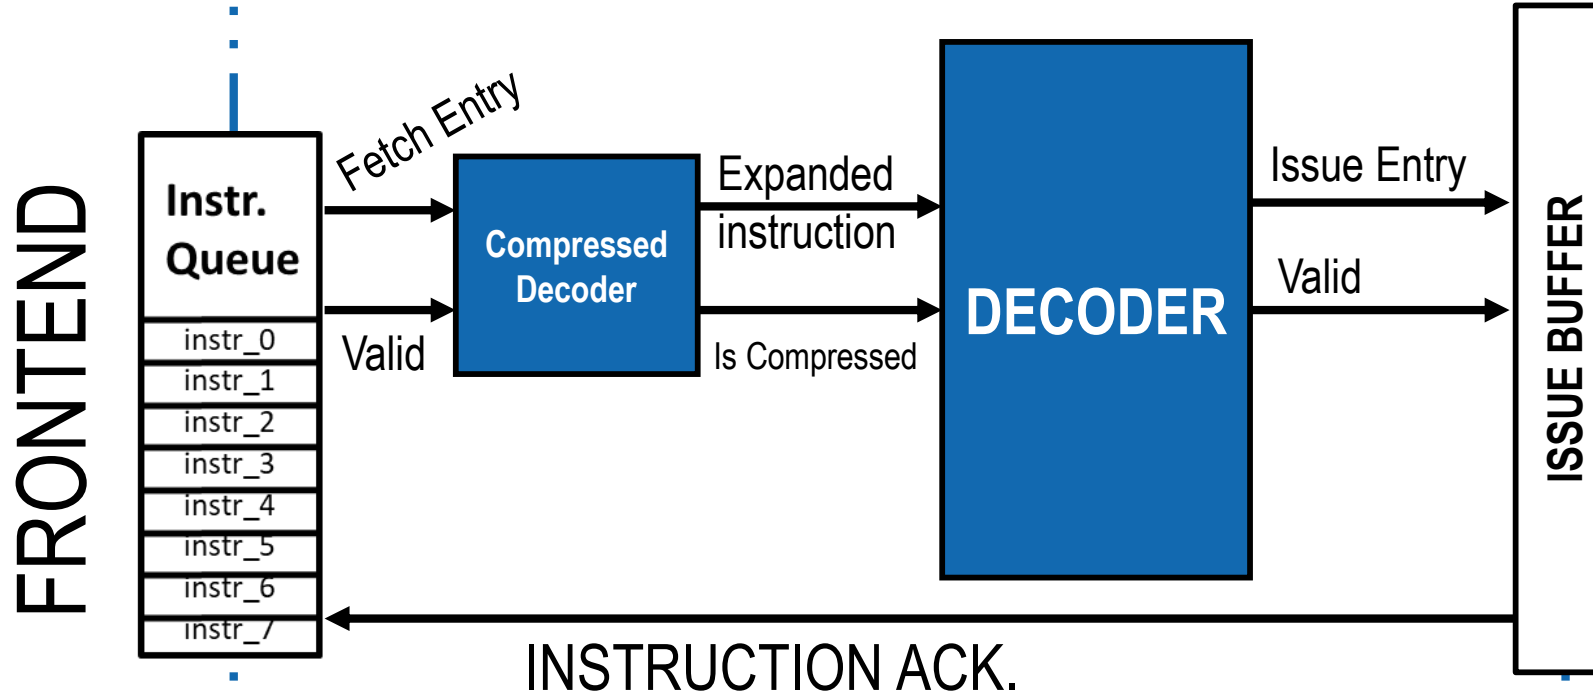 FRONTEND
Instr.
Queue
instr_0
instr_1
instr_2
instr_3
instr_4
instr_5
instr_6
instr_7
Fetch Entry
Valid
Compressed
Decoder
Expanded
instruction
Is Compressed
DECODER
Issue Entry
Valid
ISSUE BUFFER
INSTRUCTION ACK.